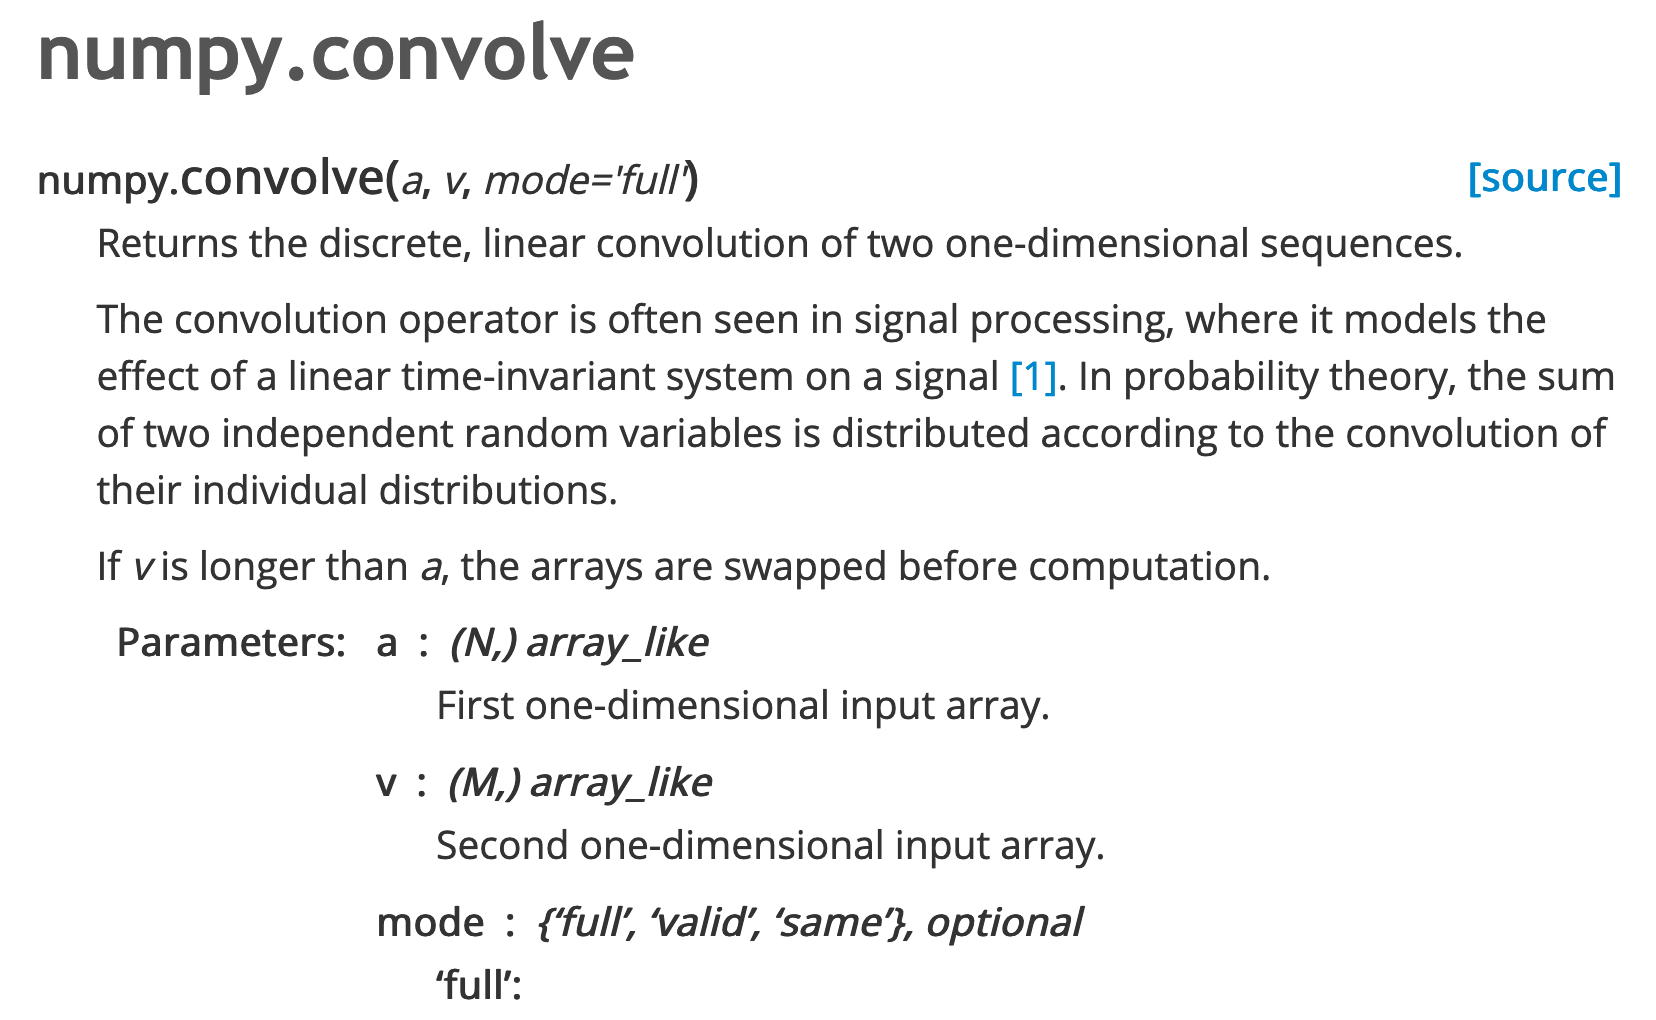 numpy.convolve
numpy.convolve(a, v, mode='full')
[source]
Returns the discrete, linear convolution of two one-dimensional sequences.
The convolution operator is often seen in signal processing, where it models the
effect of a linear time-invariant system on a signal [1]. In probability theory, the sum
of two independent random variables is distributed according to the convolution of
their individual distributions.
If v is longer than a, the arrays are swapped before computation.
Parameters: a : (N,) array_like
First one-dimensional input array.
v : (M,) array_like
Second one-dimensional input array.
mode : {‘full’, ‘valid’, ‘same’}, optional
‘full’: